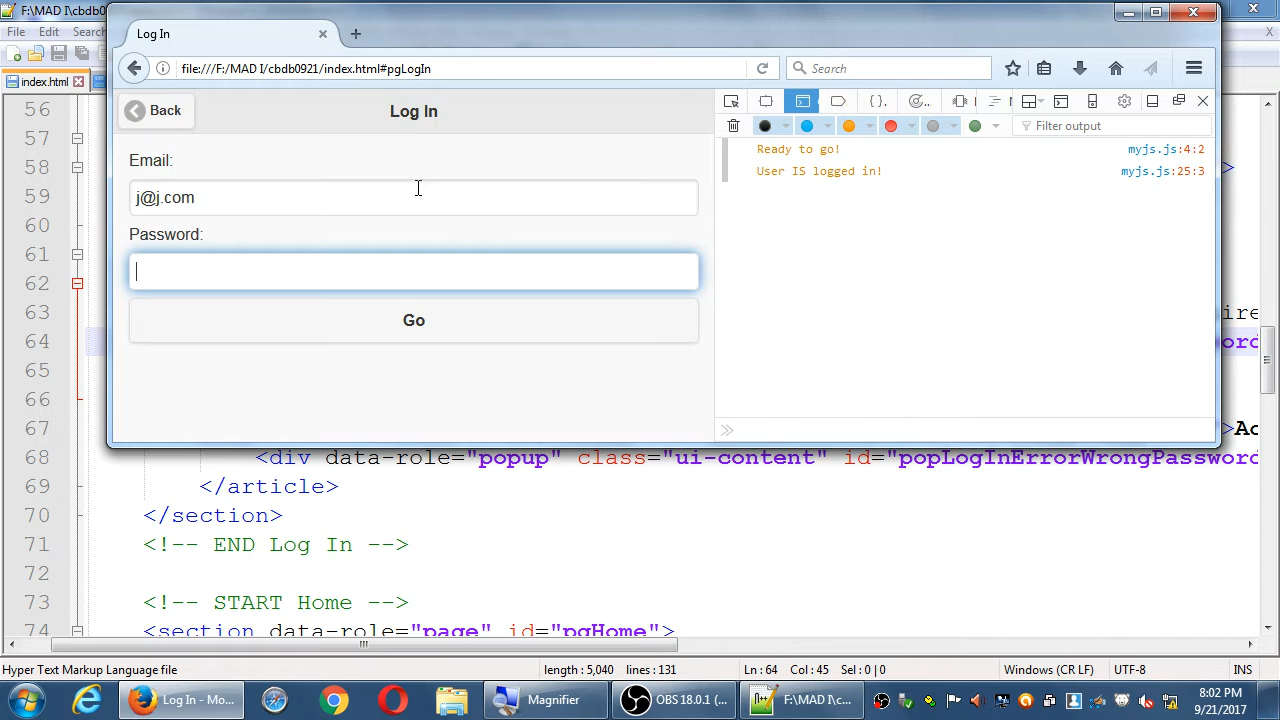 F:\MAD I\cbdb0
File Edit Search
index.html
Log In
file:///F:/MAD I/cbdb0921/index.html#pgLogIn
Search
Back
Log In
Email:
j@j.com
Password:
Go
Filter output
Ready to go! myjs.js:4:2
User IS logged in! myjs.js:25:3
56
57
58 >
59
60
61
62
63 ire
64 ord
65
66
67 >Ac
68 <div data-role="popup" class="ui-content" id="popLogInErrorWrongPassword
69 </article>
70 </section>
71 <!-- END Log In -->
72
73 <!-- START Home -->
74 <section data-role="page" id="pgHome">
Hyper Text Markup Language file length : 5,040 lines : 131 Ln : 64 Col : 45 Sel : 0 | 0 Windows (CR LF) UTF-8 INS
Log In - Mo... Magnifier OBS 18.0.1 (... F:\MAD I\c...
8:02 PM
9/21/2017